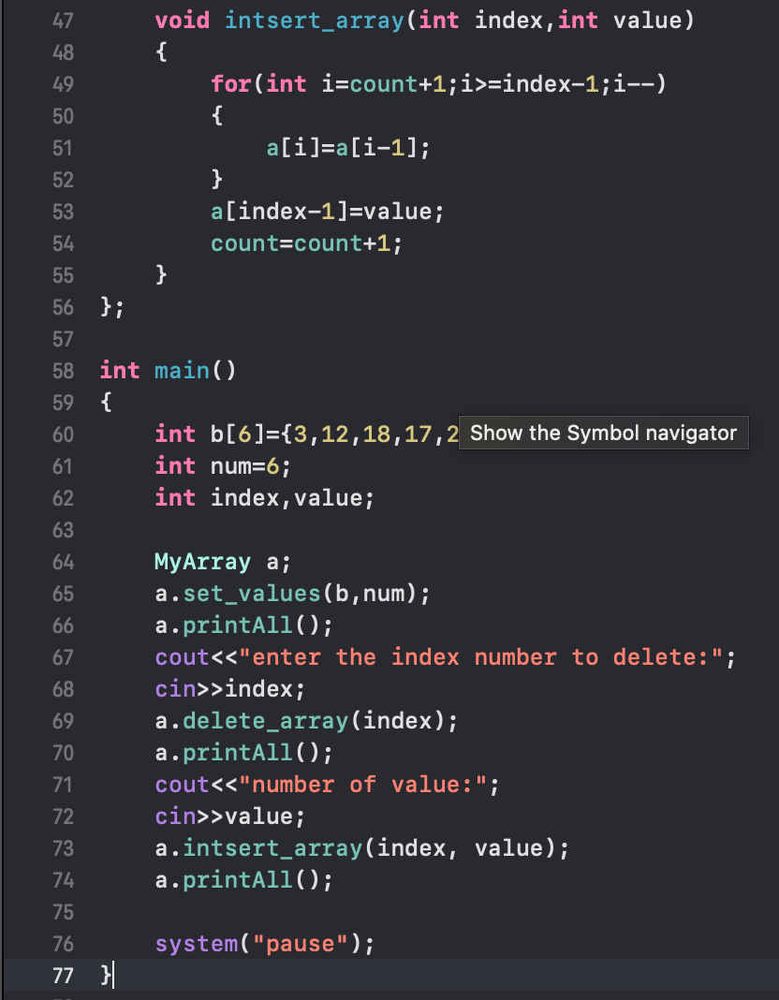 47 void intsert_array(int index,int value)
48 {
49 for(int i=count+1;i>=index-1;i--)
50 {
51 a[i]=a[i-1];
52 }
53 a[index-1]=value;
54 count=count+1;
55 }
56 };
57
58 int main()
59 {
60 int b[6]={3,12,18,17,2 Show the Symbol navigator
61 int num=6;
62 int index,value;
63
64 MyArray a;
65 a.set_values(b,num);
66 a.printAll();
67 cout<<"enter the index number to delete:";
68 cin>>index;
69 a.delete_array(index);
70 a.printAll();
71 cout<<"number of value:";
72 cin>>value;
73 a.intsert_array(index, value);
74 a.printAll();
75
76 system("pause");
77 }